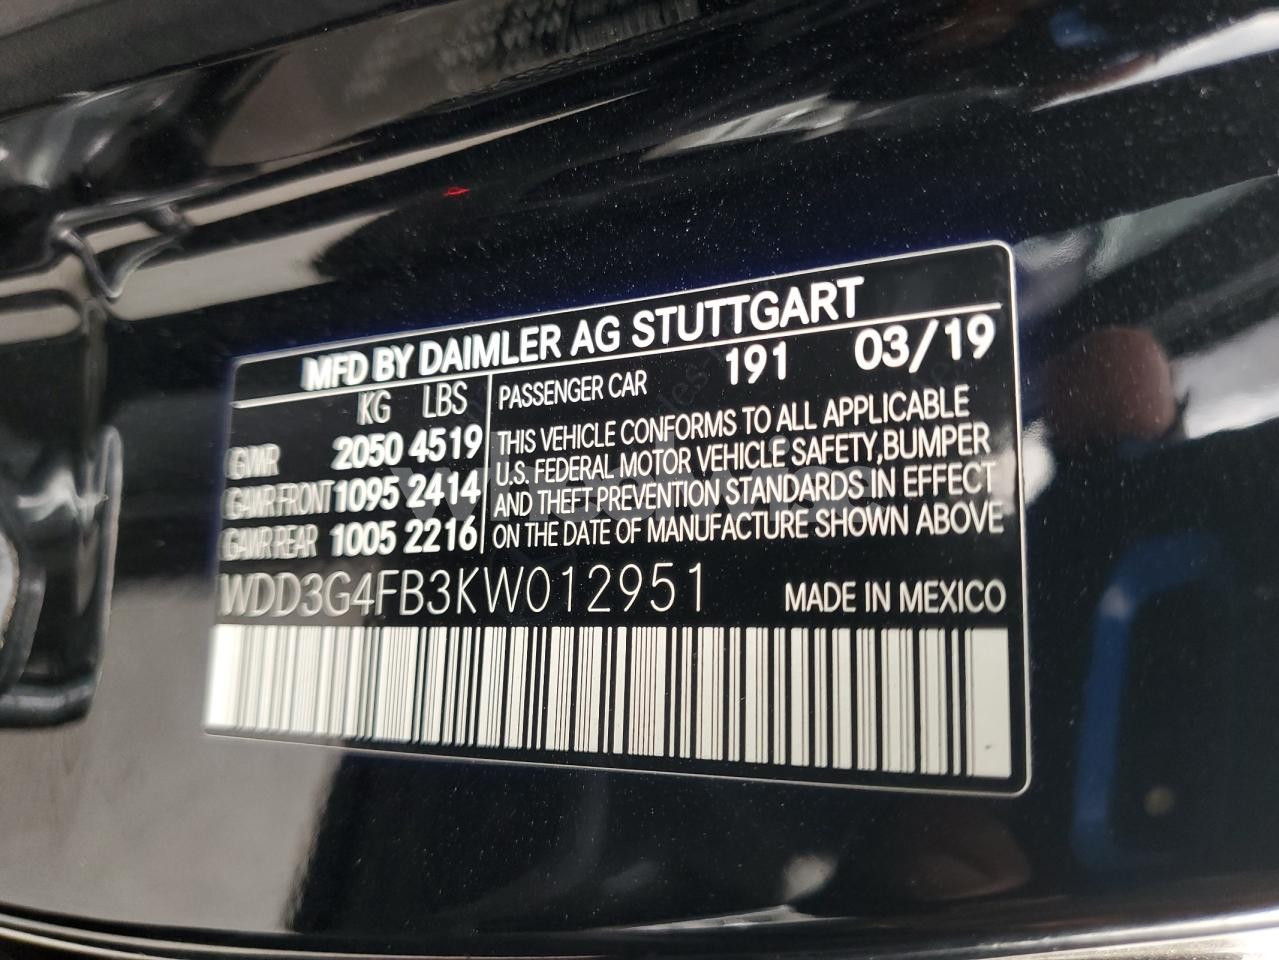 MFD BY DAIMLER AG STUTTGART
KG LBS
GVWR 2050 4519
GAWR FRONT 1095 2414
GAWR REAR 1005 2216
PASSENGER CAR 191 03/19
THIS VEHICLE CONFORMS TO ALL APPLICABLE
U.S. FEDERAL MOTOR VEHICLE SAFETY,BUMPER
AND THEFT PREVENTION STANDARDS IN EFFECT
ON THE DATE OF MANUFACTURE SHOWN ABOVE
WDD3G4FB3KW012951 MADE IN MEXICO